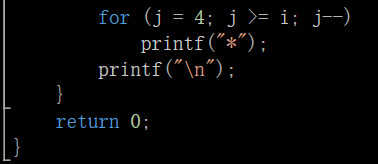 for (j = 4; j >= i; j--)
printf("*");
printf("\n");
}
return 0;
}